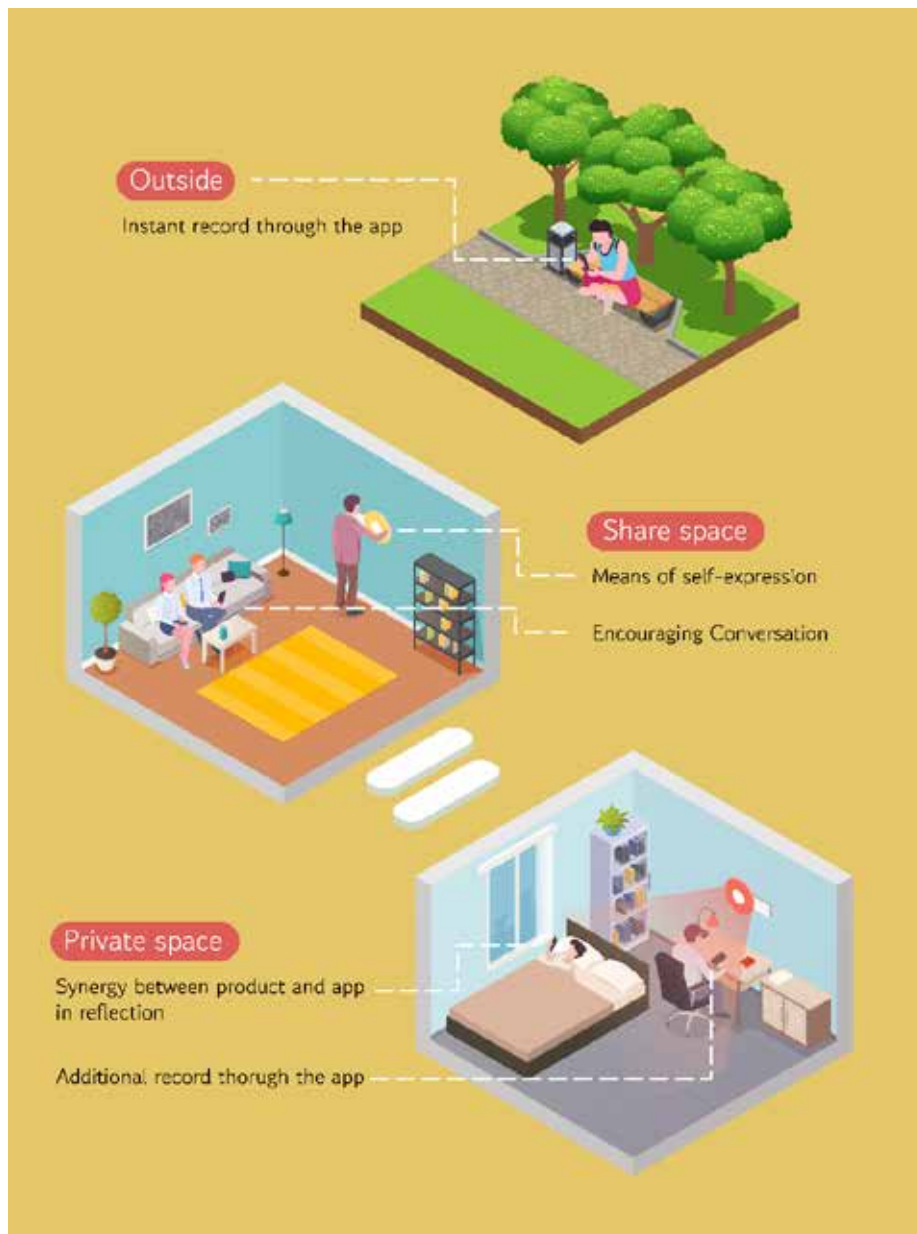 Outside
Instant record through the app
Share space
Means of self-expression
Encouraging Conversation
Private space
Synergy between product and app
in reflection
Additional record thorugh the app